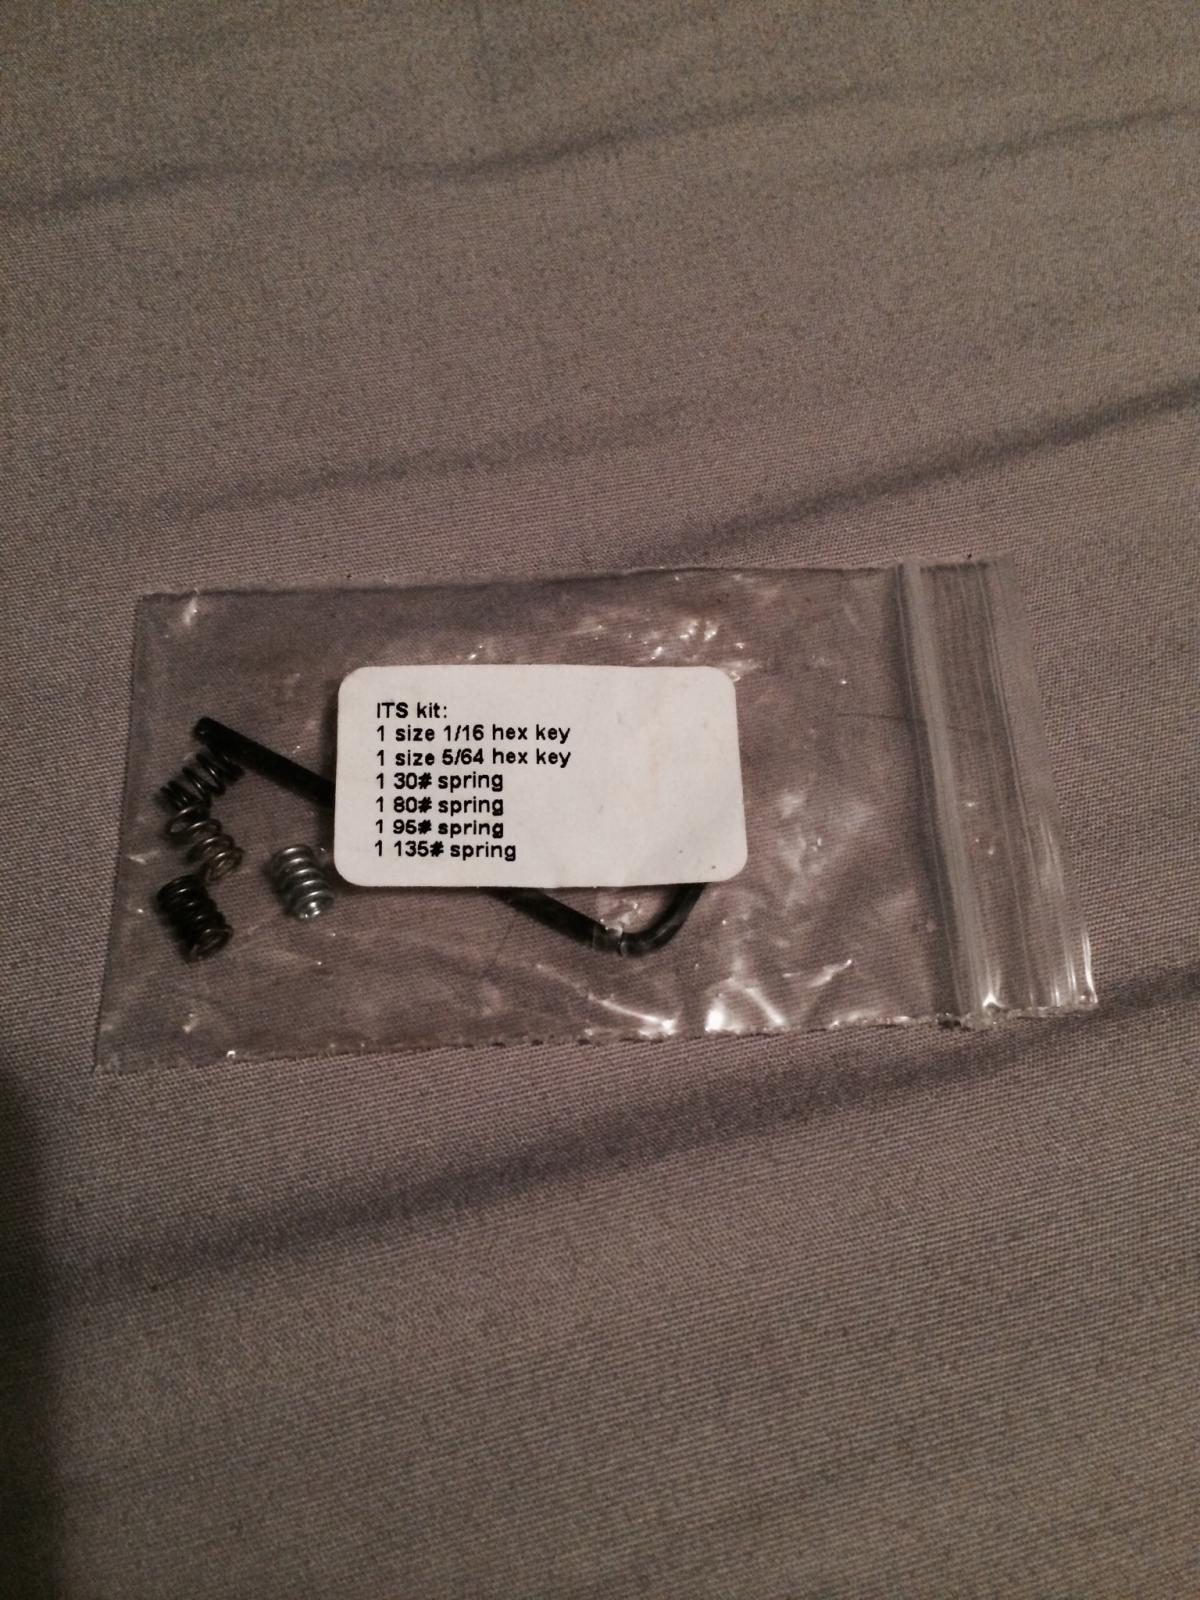 ITS kit:
1 size 1/16 hex key
1 size 5/64 hex key
1 30# spring
1 80# spring
1 95# spring
1 135# spring